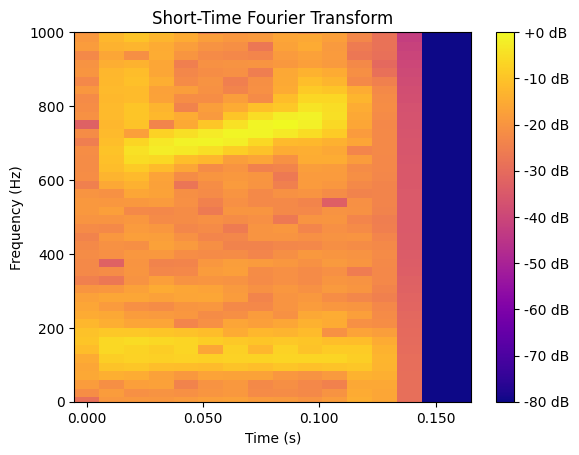 Short-Time Fourier Transform
Frequency (Hz)
1000
800
600
400
200
0
0.000
0.050
0.100
0.150
Time (s)
+0 dB
-10 dB
-20 dB
-30 dB
-40 dB
-50 dB
-60 dB
-70 dB
-80 dB